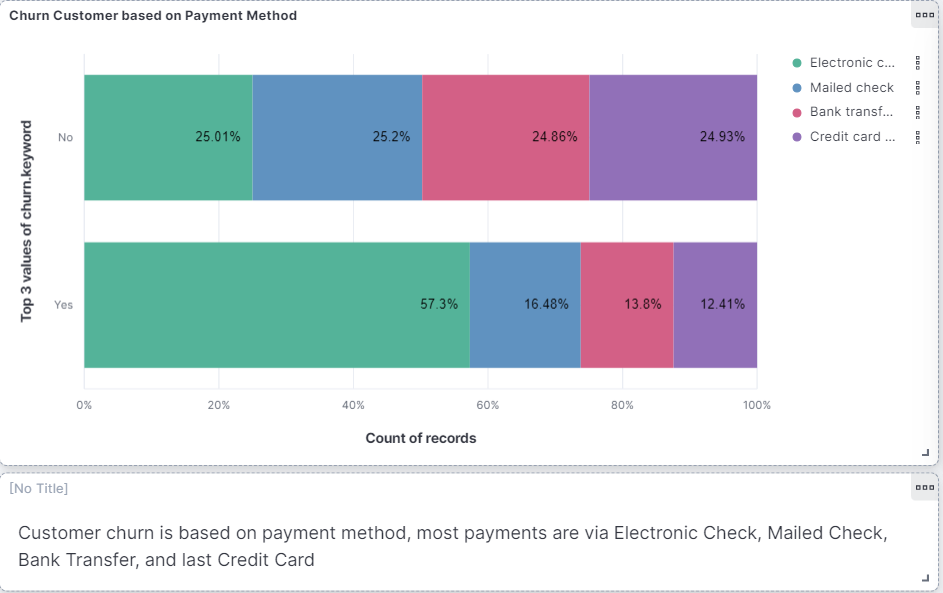 Churn Customer based on Payment Method
Electronic c...
Mailed check
Bank transf...
Credit card ...
Top 3 values of churn.keyword
No
25.01%
25.2%
24.86%
24.93%
Yes
57.3%
16.48%
13.8%
12.41%
0%
20%
40%
60%
80%
100%
Count of records
[No Title]
Customer churn is based on payment method, most payments are via Electronic Check, Mailed Check,
Bank Transfer, and last Credit Card